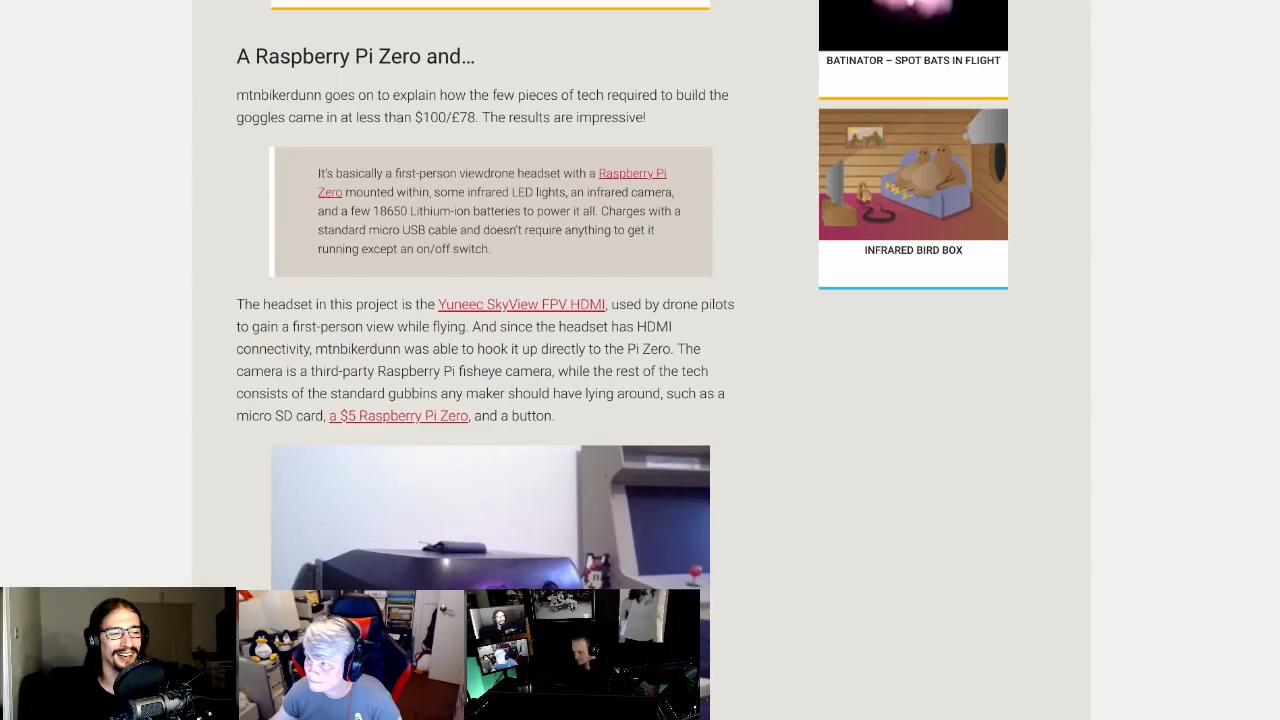 A Raspberry Pi Zero and...
mtnbikerdunn goes on to explain how the few pieces of tech required to build the
goggles came in at less than $100/£78. The results are impressive!
It's basically a first-person viewdrone headset with a Raspberry Pi
Zero mounted within, some infrared LED lights, an infrared camera,
and a few 18650 Lithium-ion batteries to power it all. Charges with a
standard micro USB cable and doesn't require anything to get it
running except an on/off switch.
The headset in this project is the Yuneec SkyView FPV HDMI, used by drone pilots
to gain a first-person view while flying. And since the headset has HDMI
connectivity, mtnbikerdunn was able to hook it up directly to the Pi Zero. The
camera is a third-party Raspberry Pi fisheye camera, while the rest of the tech
consists of the standard gubbins any maker should have lying around, such as a
micro SD card, a $5 Raspberry Pi Zero, and a button.
BATINATOR – SPOT BATS IN FLIGHT
INFRARED BIRD BOX